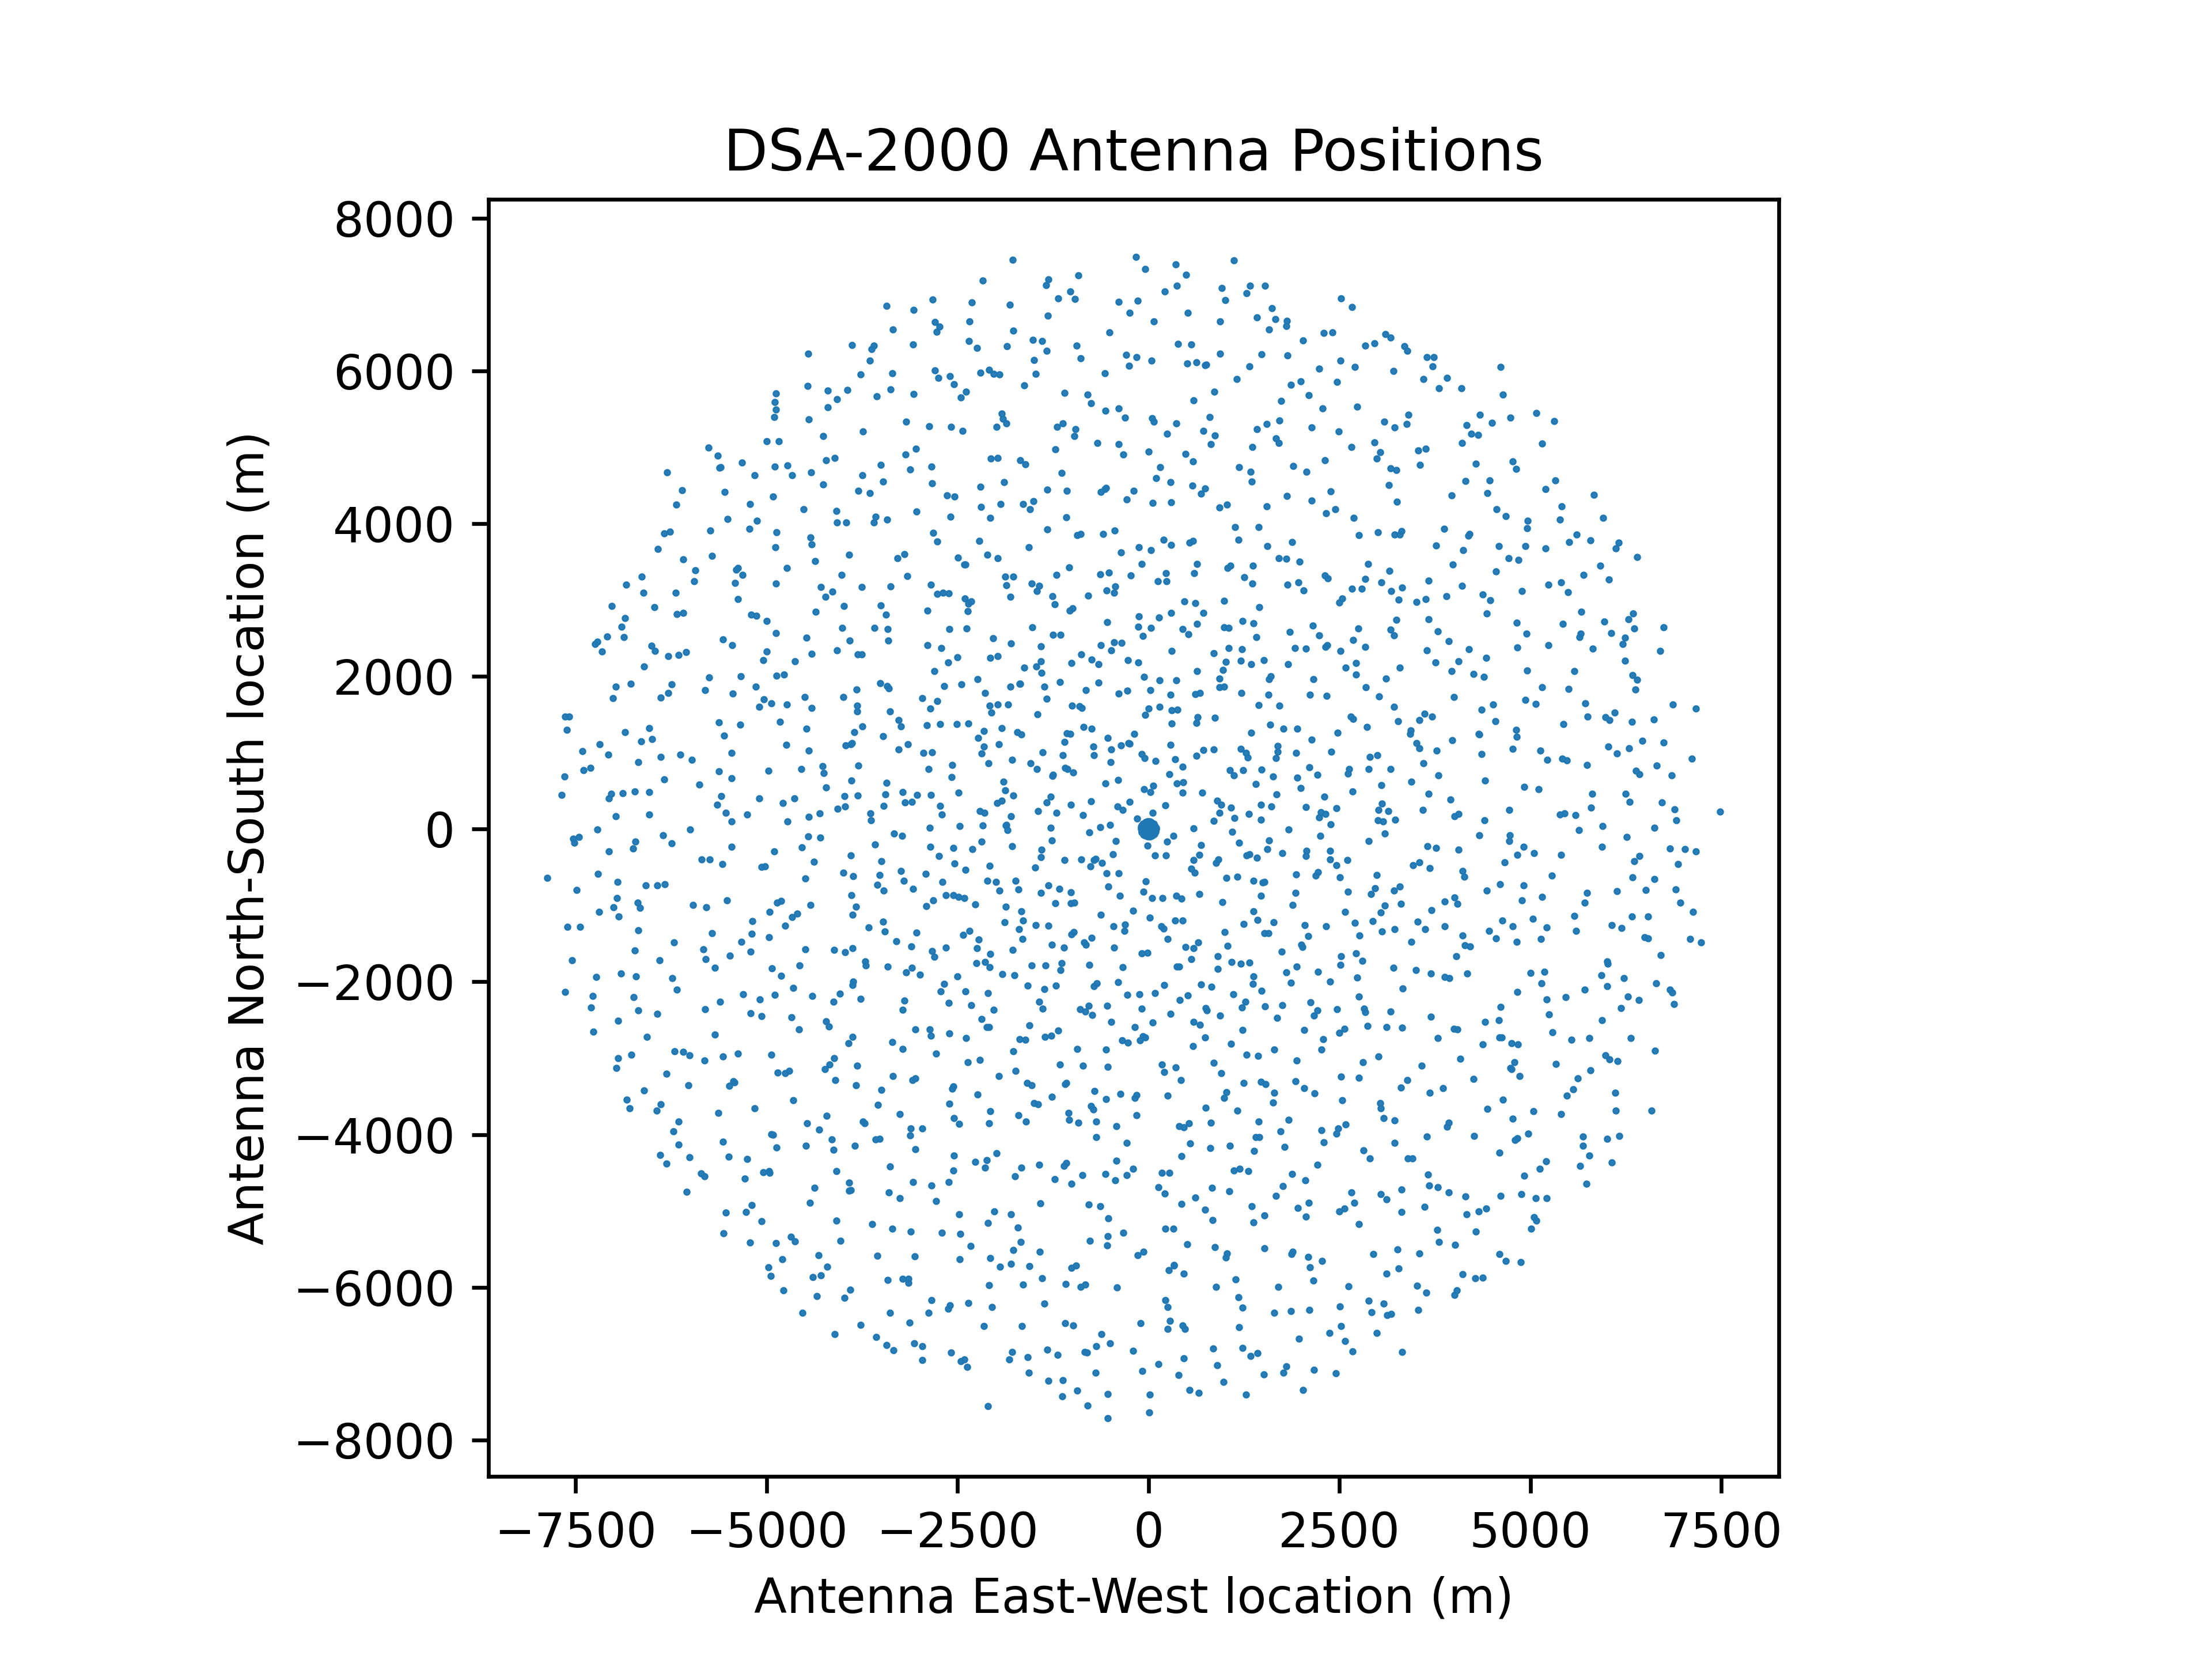 DSA-2000 Antenna Positions
8000
6000
4000
2000
0
−2000
−4000
−6000
−8000
Antenna North-South location (m)
−7500 −5000 −2500 0 2500 5000 7500
Antenna East-West location (m)